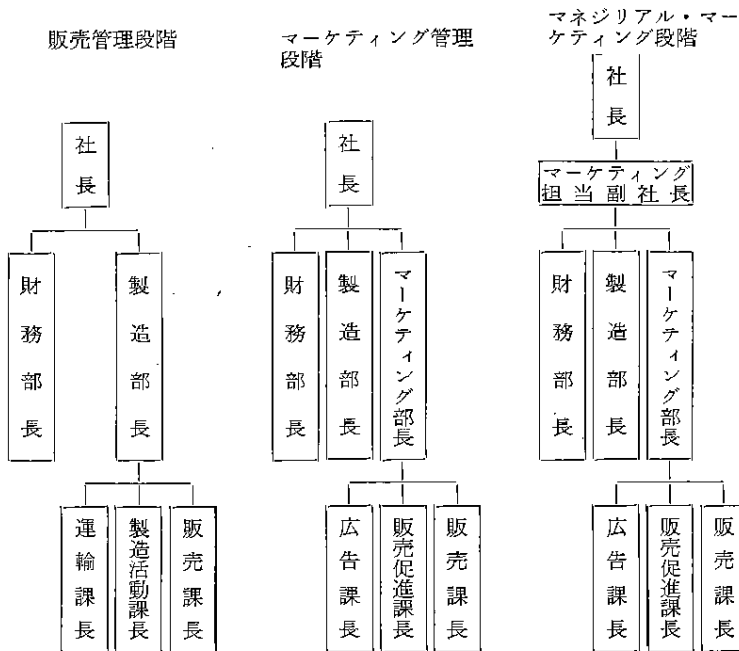 販売管理段階
社長
財務部長
製造部長
運輸課長
製造活動課長
販売課長
マーケティング管理
段階
社長
財務部長
製造部長
マーケティング部長
広告課長
販売促進課長
販売課長
マネジリアル・マー
ケティング段階
社長
マーケティング
担当副社長
財務部長
製造部長
マーケティング部長
広告課長
販売促進課長
販売課長